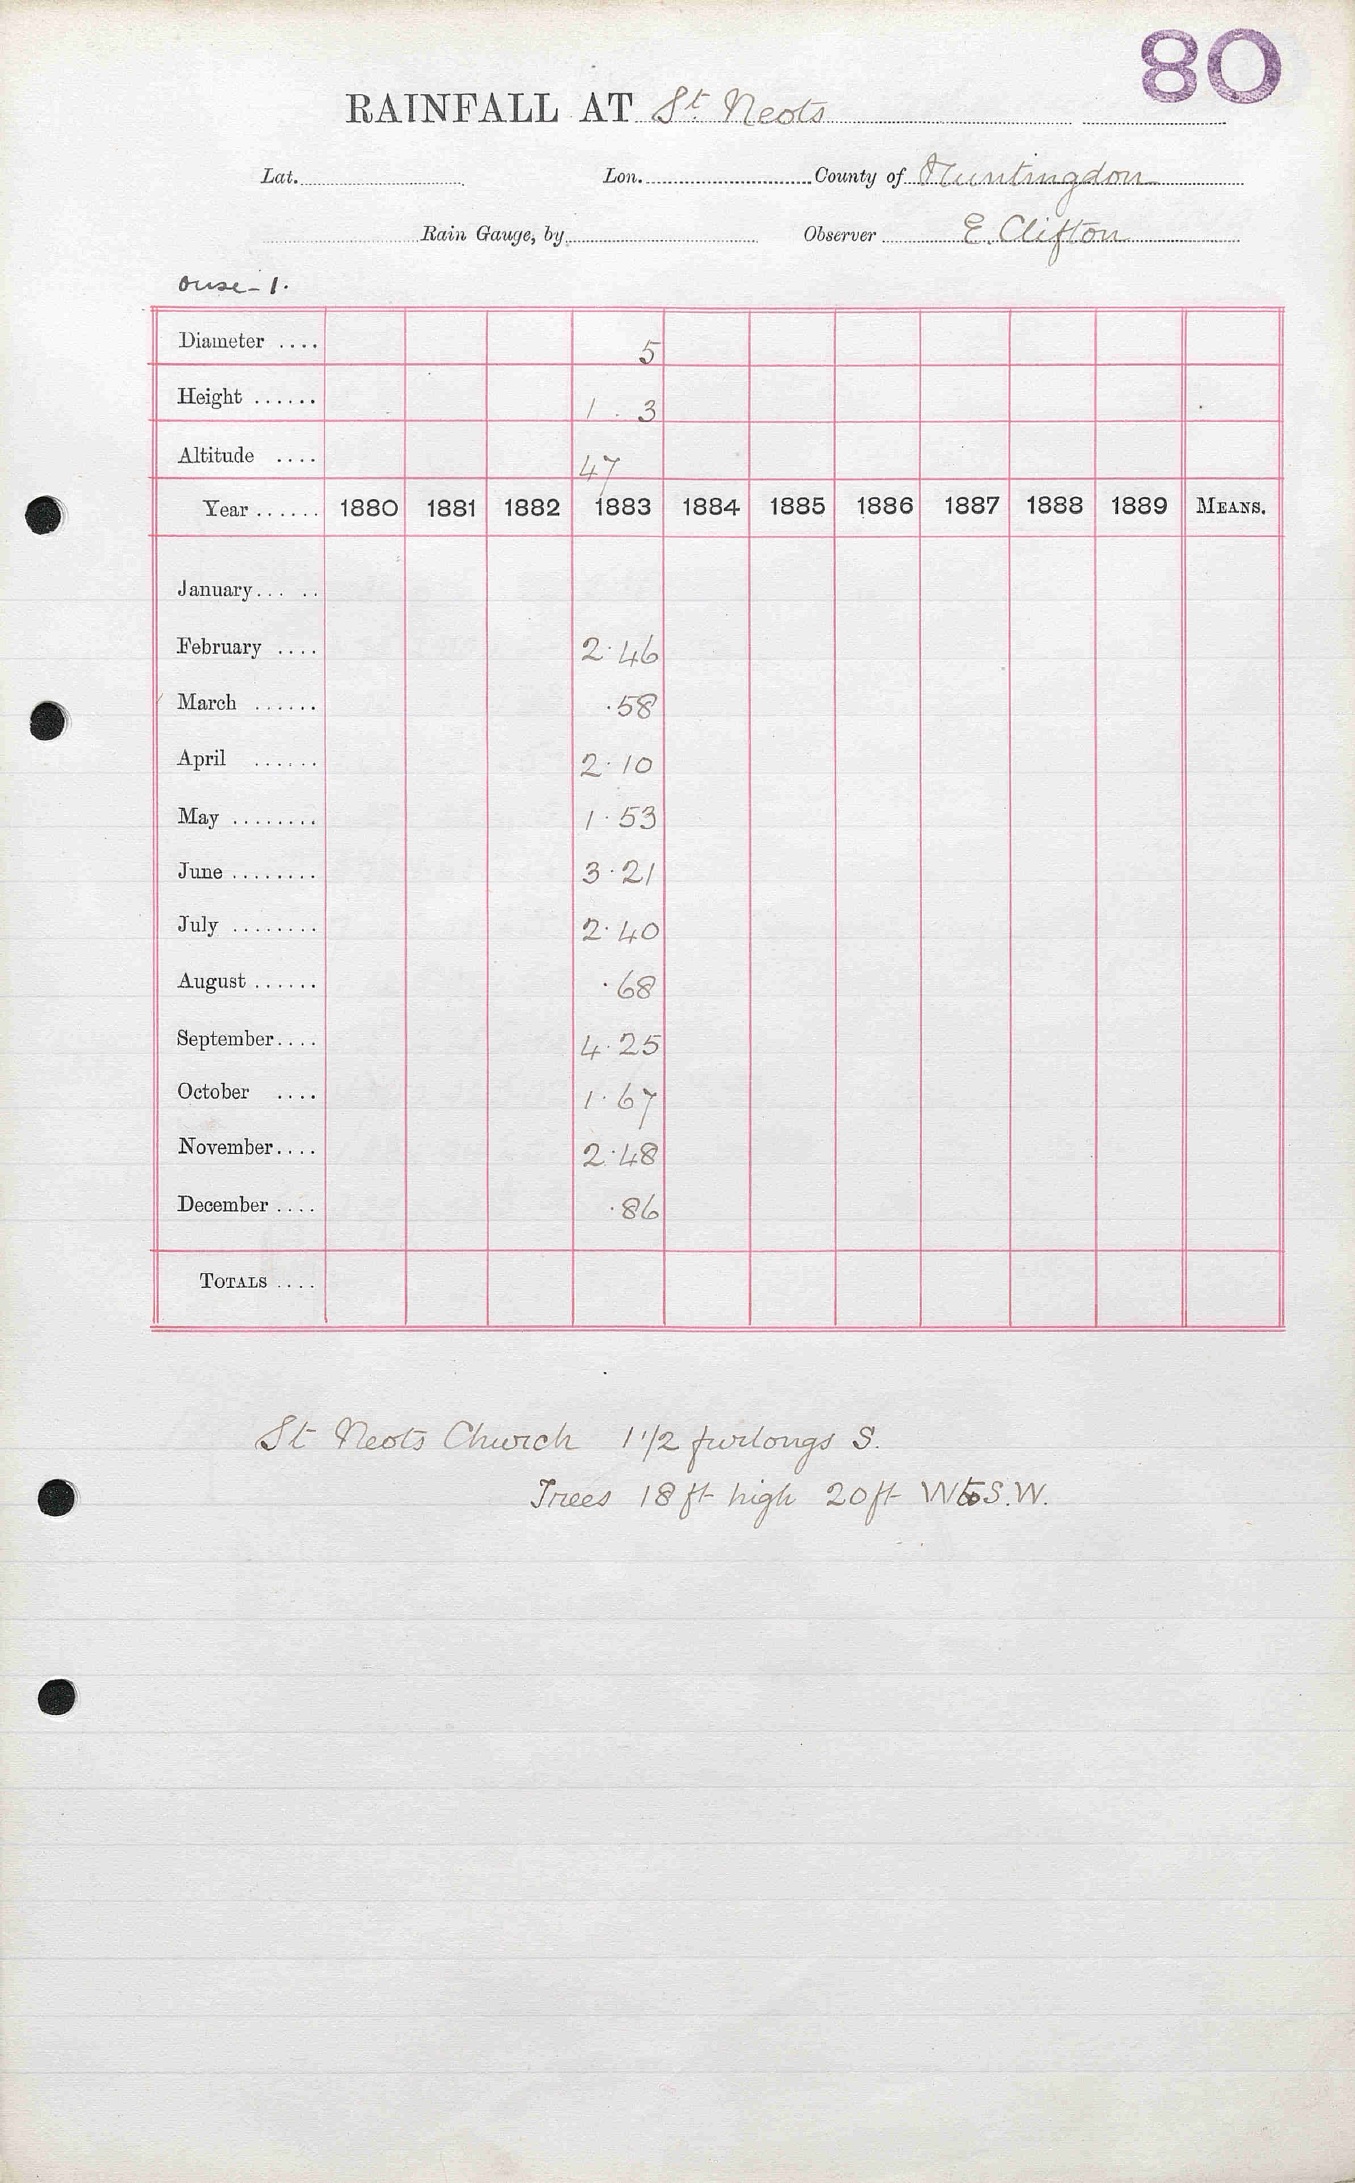 80
RAINFALL AT St. Neots
Lat. Lon. County of Huntingdon
Rain Gauge, by Observer E. Clifton
Ouse - 1.
Diameter .... 5
Height ...... 1 . 3
Altitude .... 47
Year ...... 1880 1881 1882 1883 1884 1885 1886 1887 1888 1889 MEANS.
January... ..
February .... 2.46
March ...... .58
April ...... 2.10
May ........ 1.53
June ........ 3.21
July ........ 2.40
August ...... .68
September.... 4.25
October .... 1.67
November.... 2.48
December .... .86
TOTALS ....
St Neots Church 1 1/2 furlongs S.
Trees 18 ft high 20 ft W to S.W.